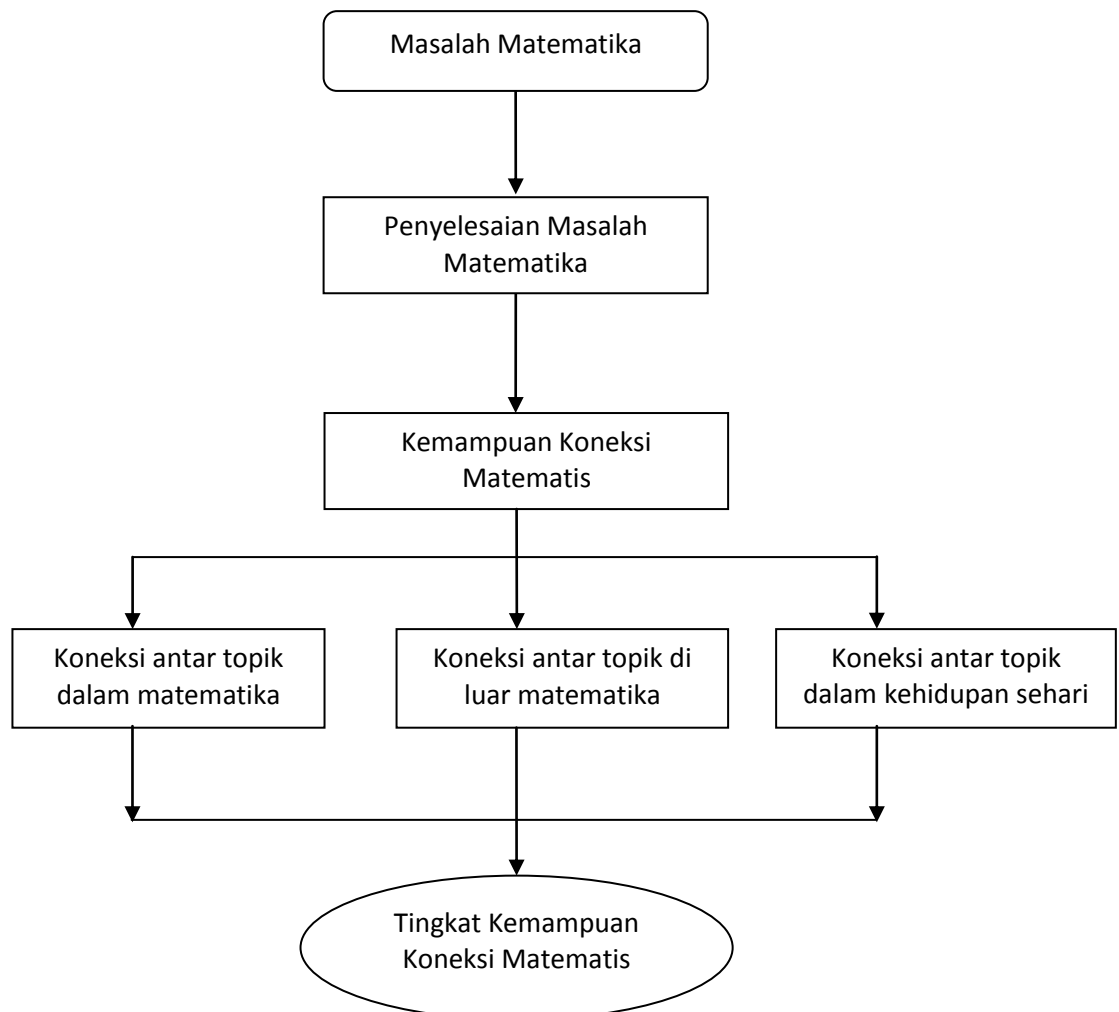 Masalah Matematika
Penyelesaian Masalah
Matematika
Kemampuan Koneksi
Matematis
Koneksi antar topik
dalam matematika
Koneksi antar topik di
luar matematika
Koneksi antar topik
dalam kehidupan sehari
Tingkat Kemampuan
Koneksi Matematis